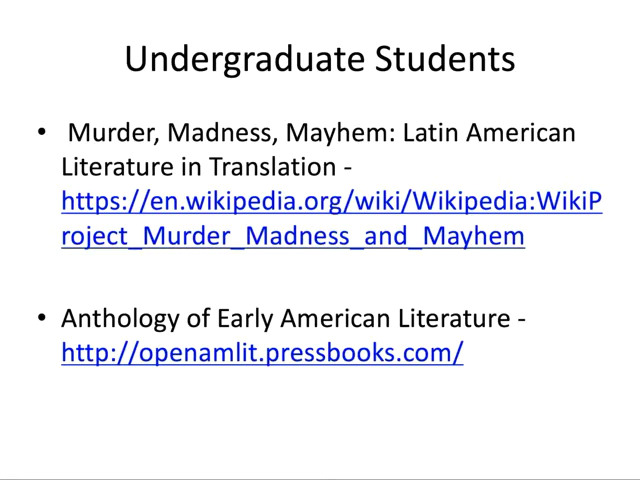 Undergraduate Students
• Murder, Madness, Mayhem: Latin American
Literature in Translation -
https://en.wikipedia.org/wiki/Wikipedia:WikiP
roject_Murder_Madness_and_Mayhem
• Anthology of Early American Literature -
http://openamlit.pressbooks.com/